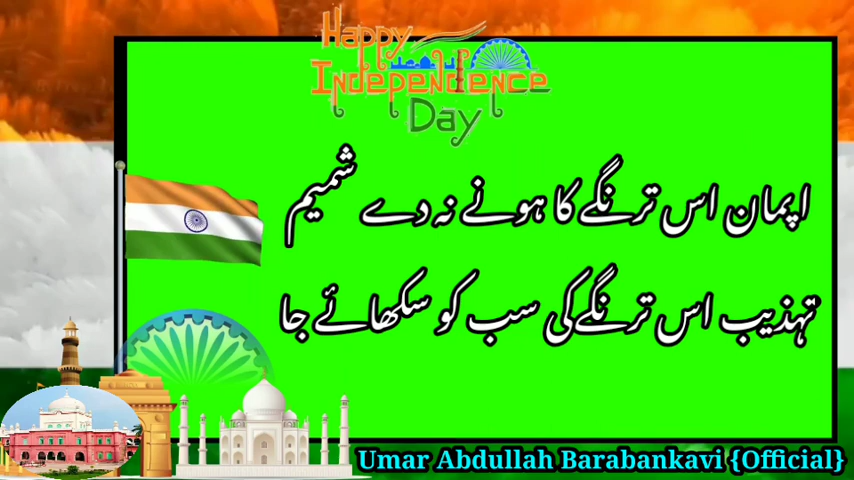 Happy
Independence
Day
اپمان اس ترنگے کا ہونے نہ دے شمیم
تہذیب اس ترنگے کی سب کو سکھائے جا
Umar Abdullah Barabankavi {Official}